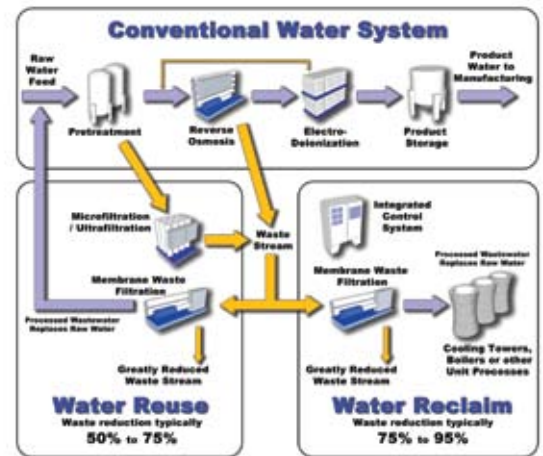 Conventional Water System
Raw
Water
Feed
Product
Water to
Manufacturing
Pretreatment
Reverse
Osmosis
Electro-
Deionization
Product
Storage
Microfiltration
/ Ultrafiltration
Waste
Stream
Membrane Waste
Filtration
Processed Wastewater
Replaces Raw Water
Greatly Reduced
Waste Stream
Water Reuse
Waste reduction typically
50% to 75%
Integrated
Control
System
Membrane Waste
Filtration
Processed Wastewater
Replaces Raw Water
Cooling Towers,
Boilers or other
Unit Processes
Greatly Reduced
Waste Stream
Water Reclaim
Waste reduction typically
75% to 95%